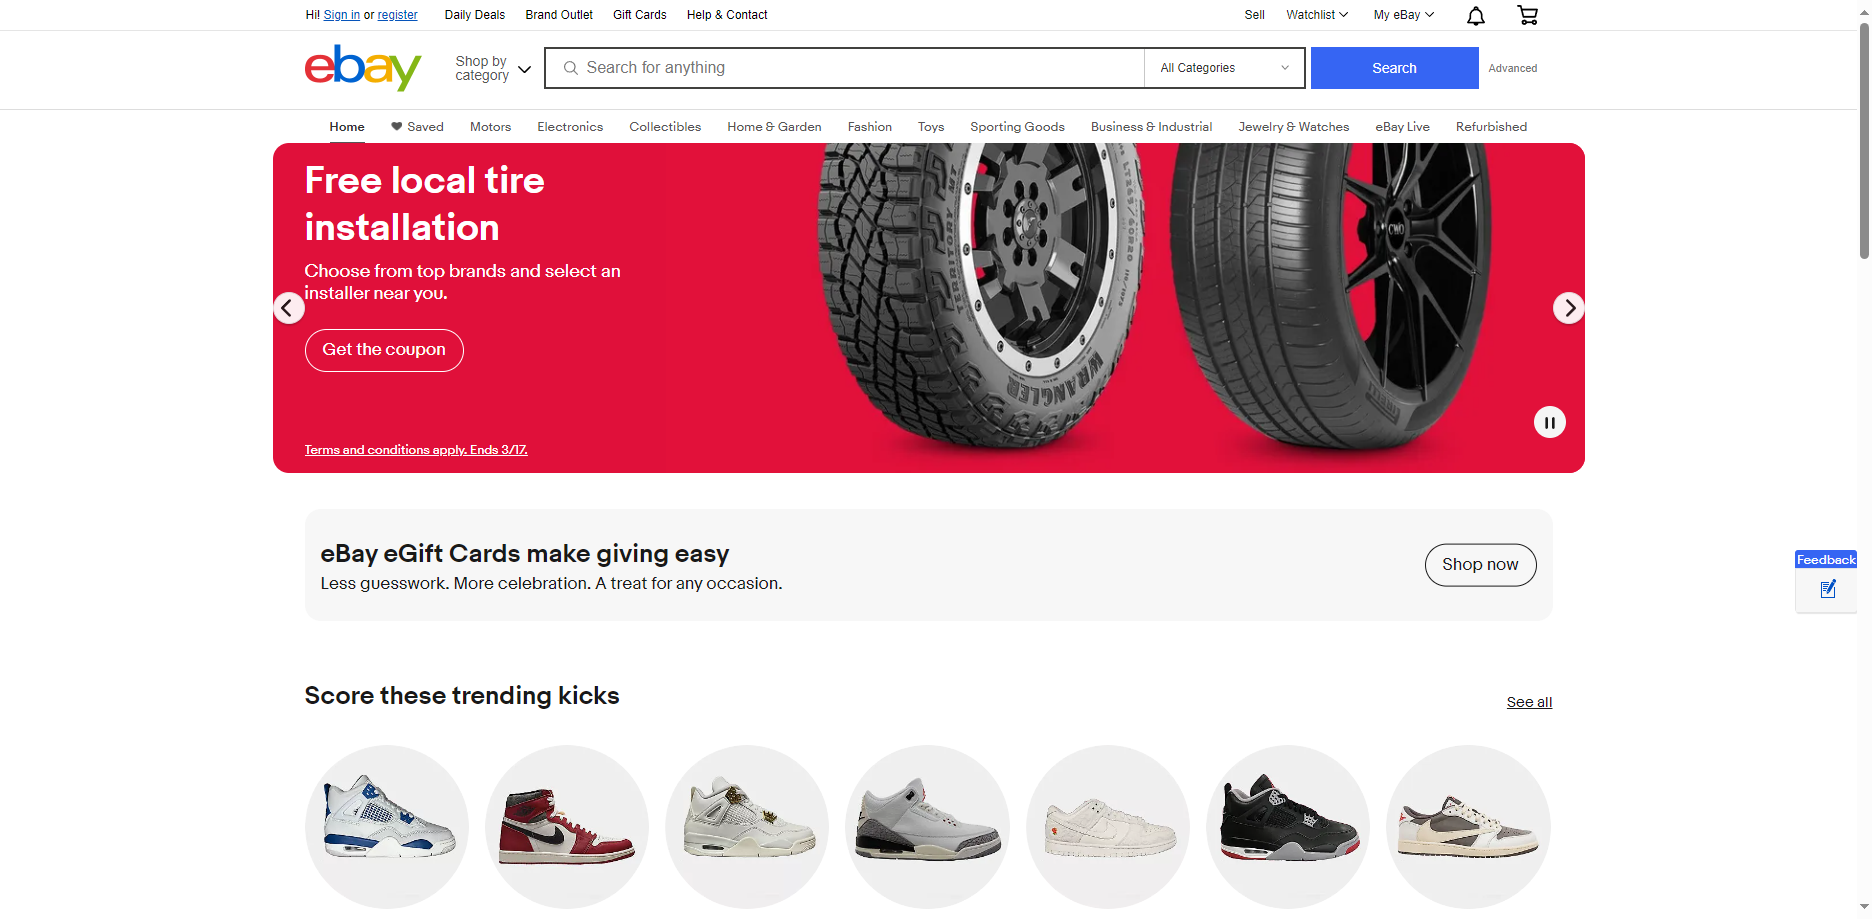 Hi! Sign in or register Daily Deals Brand Outlet Gift Cards Help & Contact Sell Watchlist My eBay
ebay Shop by category Search for anything All Categories Search Advanced
Home Saved Motors Electronics Collectibles Home & Garden Fashion Toys Sporting Goods Business & Industrial Jewelry & Watches eBay Live Refurbished
Free local tire
installation
Choose from top brands and select an
installer near you.
Get the coupon
Terms and conditions apply. Ends 3/17.
TERRITORY MT
WRANGLER
CWO
eBay eGift Cards make giving easy
Less guesswork. More celebration. A treat for any occasion.
Shop now
Feedback
Score these trending kicks
See all